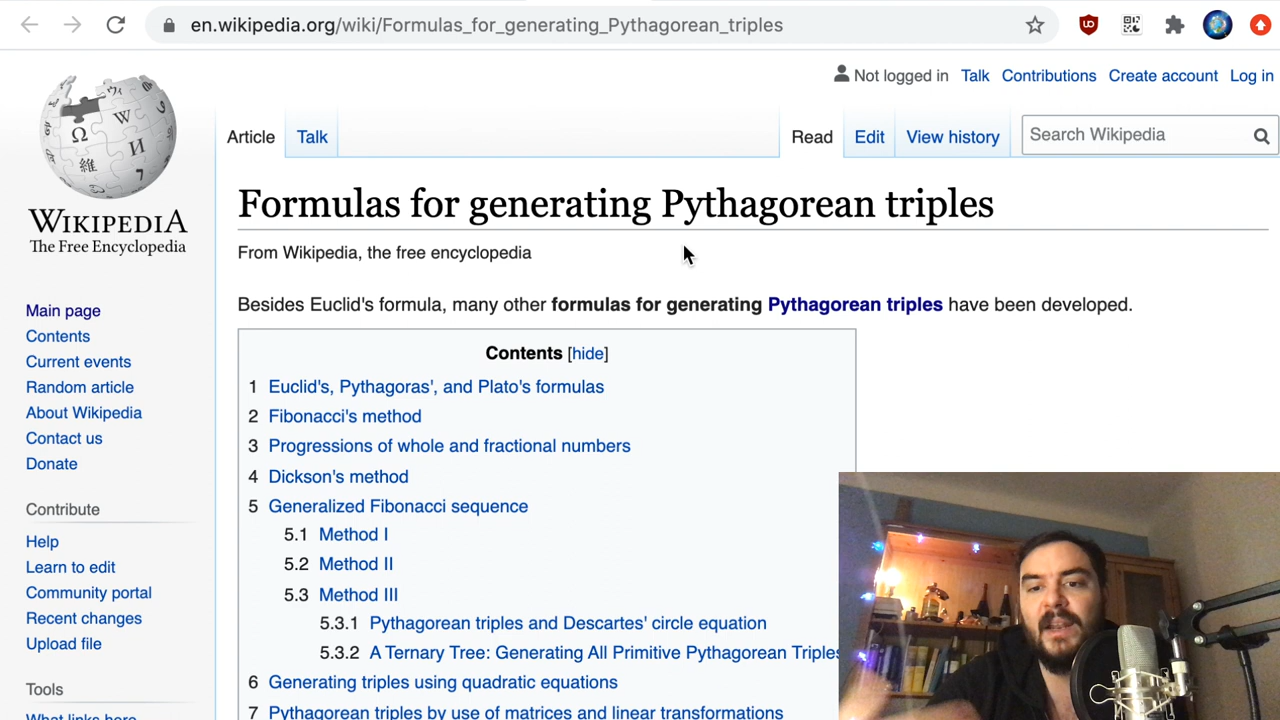 en.wikipedia.org/wiki/Formulas_for_generating_Pythagorean_triples
Not logged in Talk Contributions Create account Log in
Article Talk Read Edit View history Search Wikipedia
WIKIPEDIA
The Free Encyclopedia
Formulas for generating Pythagorean triples
From Wikipedia, the free encyclopedia
Besides Euclid's formula, many other formulas for generating Pythagorean triples have been developed.
Main page
Contents
Current events
Random article
About Wikipedia
Contact us
Donate
Contribute
Help
Learn to edit
Community portal
Recent changes
Upload file
Tools
What links here
Contents [hide]
1 Euclid's, Pythagoras', and Plato's formulas
2 Fibonacci's method
3 Progressions of whole and fractional numbers
4 Dickson's method
5 Generalized Fibonacci sequence
5.1 Method I
5.2 Method II
5.3 Method III
5.3.1 Pythagorean triples and Descartes' circle equation
5.3.2 A Ternary Tree: Generating All Primitive Pythagorean Triples
6 Generating triples using quadratic equations
7 Pythagorean triples by use of matrices and linear transformations